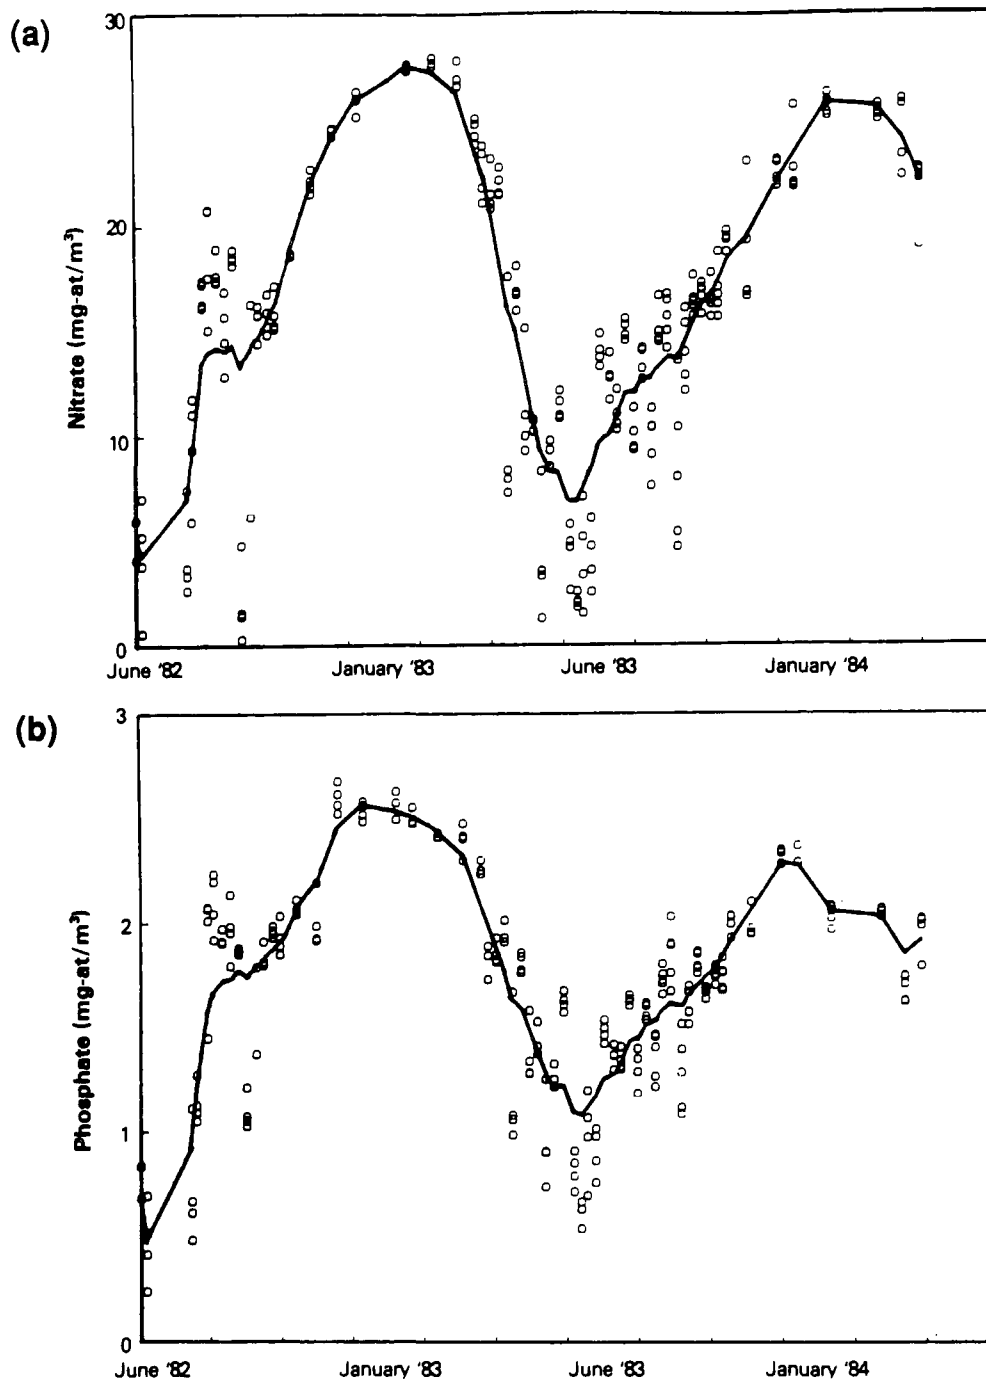 (a)
30
20
10
0
Nitrate (mg-at/m³)
June '82
January '83
June '83
January '84
(b)
3
2
1
0
Phosphate (mg-at/m³)
June '82
January '83
June '83
January '84